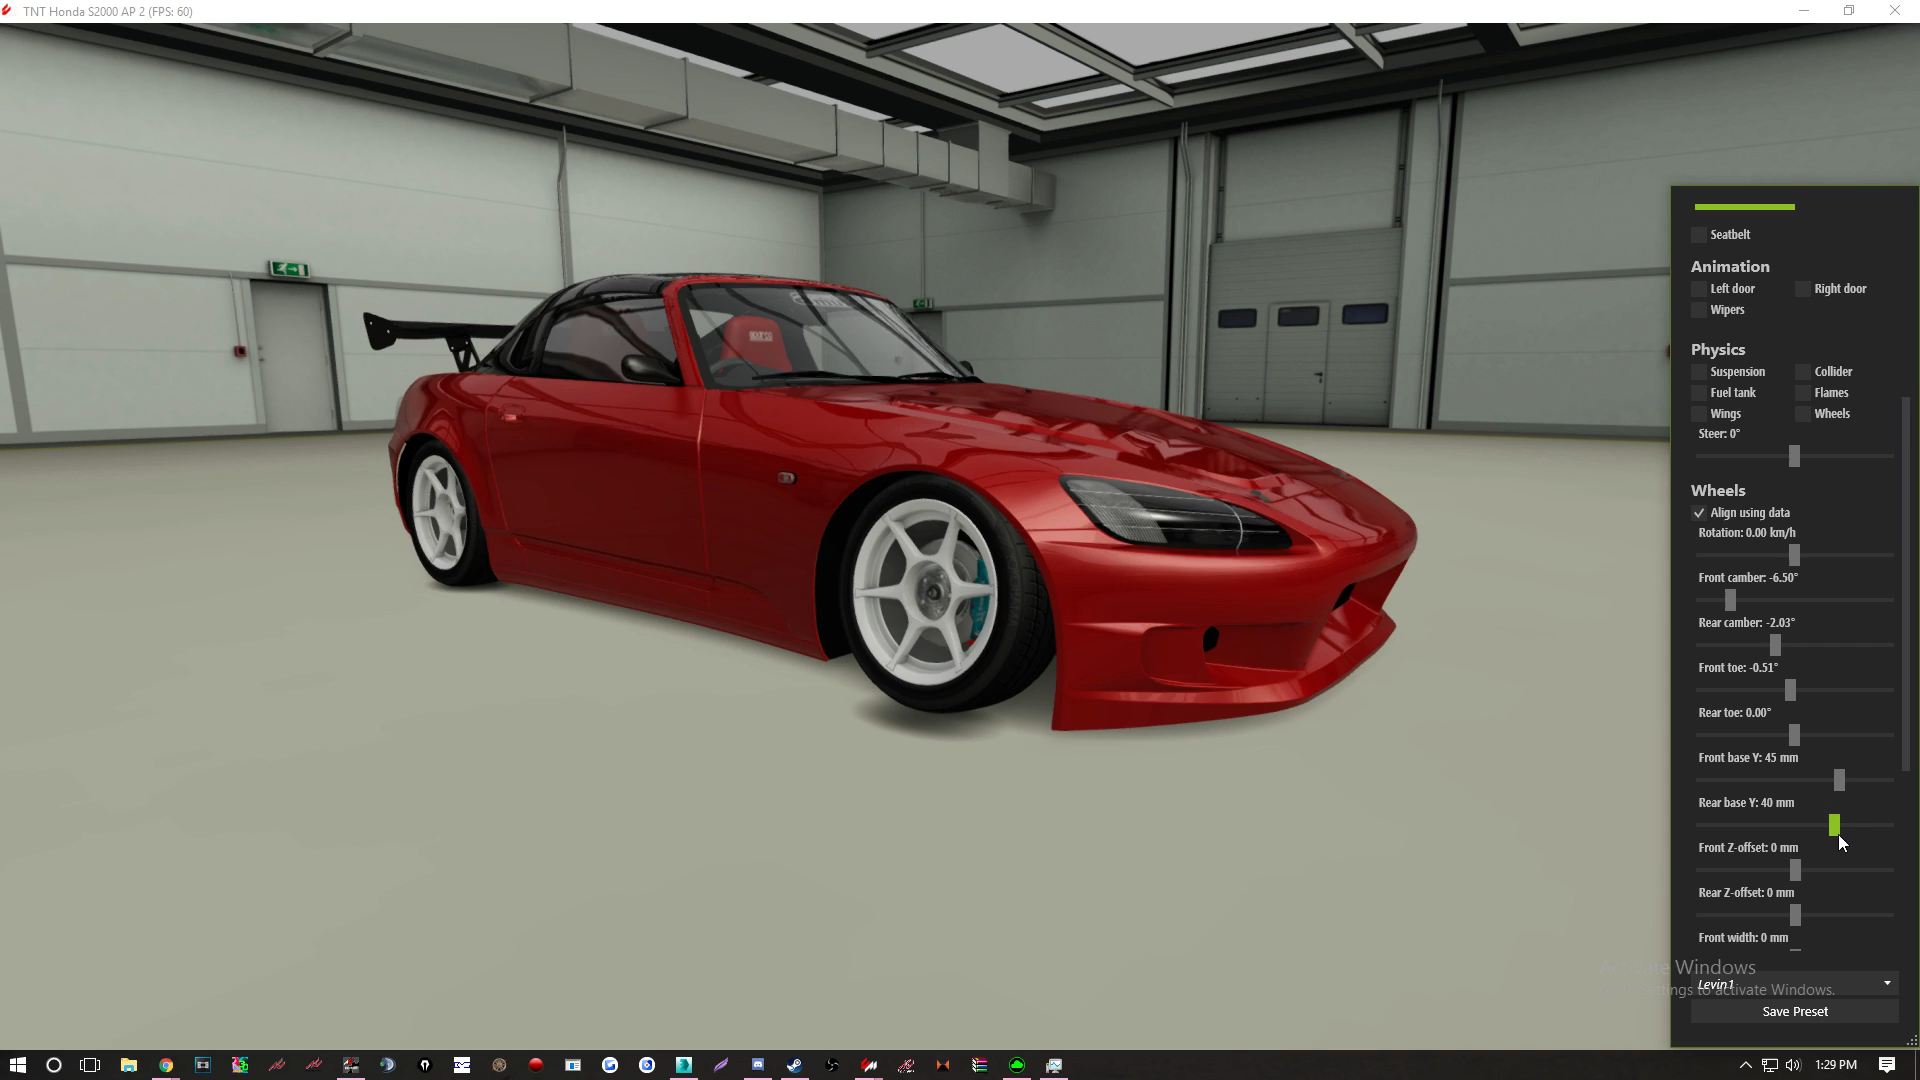 TNT Honda S2000 AP 2 (FPS: 60)
sparco
Seatbelt
Animation
Left door
Right door
Wipers
Physics
Suspension
Collider
Fuel tank
Flames
Wings
Wheels
Steer: 0°
Wheels
Align using data
Rotation: 0.00 km/h
Front camber: -6.50°
Rear camber: -2.03°
Front toe: -0.51°
Rear toe: 0.00°
Front base Y: 45 mm
Rear base Y: 40 mm
Front Z-offset: 0 mm
Rear Z-offset: 0 mm
Front width: 0 mm
Windows
Levin1
to activate Windows.
Save Preset
1:29 PM